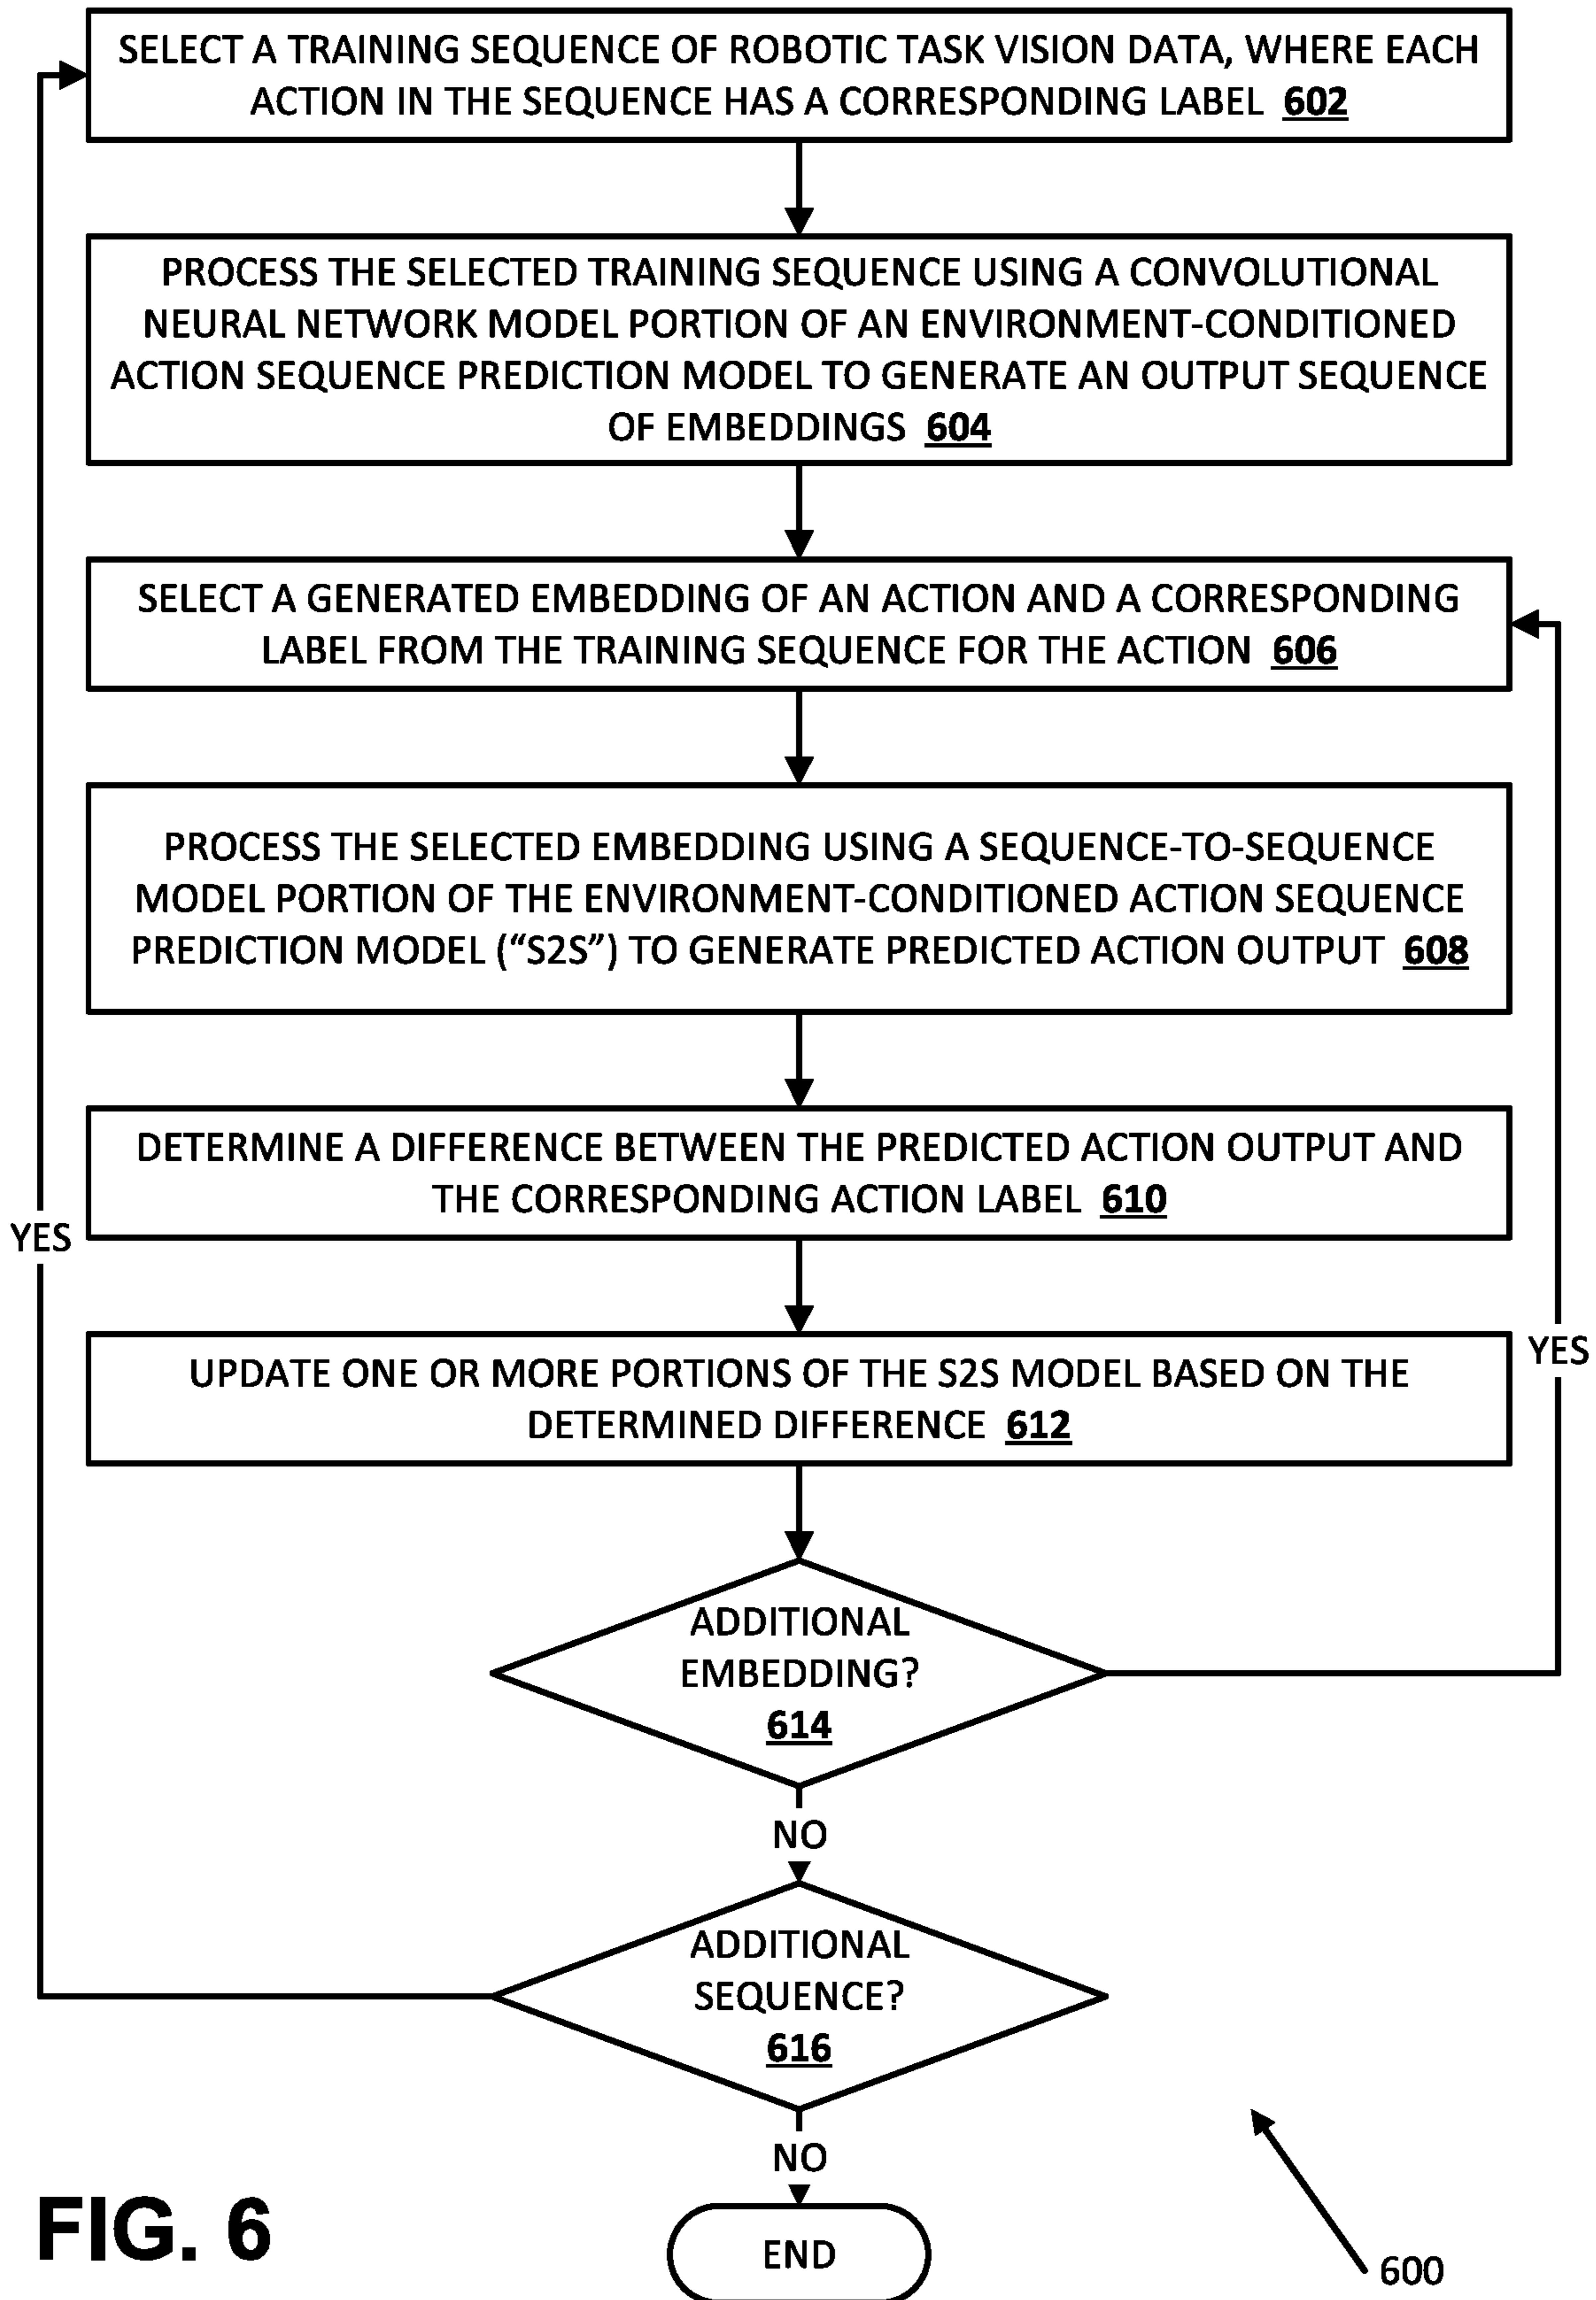 SELECT A TRAINING SEQUENCE OF ROBOTIC TASK VISION DATA, WHERE EACH
ACTION IN THE SEQUENCE HAS A CORRESPONDING LABEL 602
PROCESS THE SELECTED TRAINING SEQUENCE USING A CONVOLUTIONAL
NEURAL NETWORK MODEL PORTION OF AN ENVIRONMENT-CONDITIONED
ACTION SEQUENCE PREDICTION MODEL TO GENERATE AN OUTPUT SEQUENCE
OF EMBEDDINGS 604
SELECT A GENERATED EMBEDDING OF AN ACTION AND A CORRESPONDING
LABEL FROM THE TRAINING SEQUENCE FOR THE ACTION 606
PROCESS THE SELECTED EMBEDDING USING A SEQUENCE-TO-SEQUENCE
MODEL PORTION OF THE ENVIRONMENT-CONDITIONED ACTION SEQUENCE
PREDICTION MODEL (“S2S”) TO GENERATE PREDICTED ACTION OUTPUT 608
DETERMINE A DIFFERENCE BETWEEN THE PREDICTED ACTION OUTPUT AND
THE CORRESPONDING ACTION LABEL 610
YES
UPDATE ONE OR MORE PORTIONS OF THE S2S MODEL BASED ON THE
DETERMINED DIFFERENCE 612
YES
ADDITIONAL
EMBEDDING?
614
NO
ADDITIONAL
SEQUENCE?
616
NO
END
FIG. 6
600